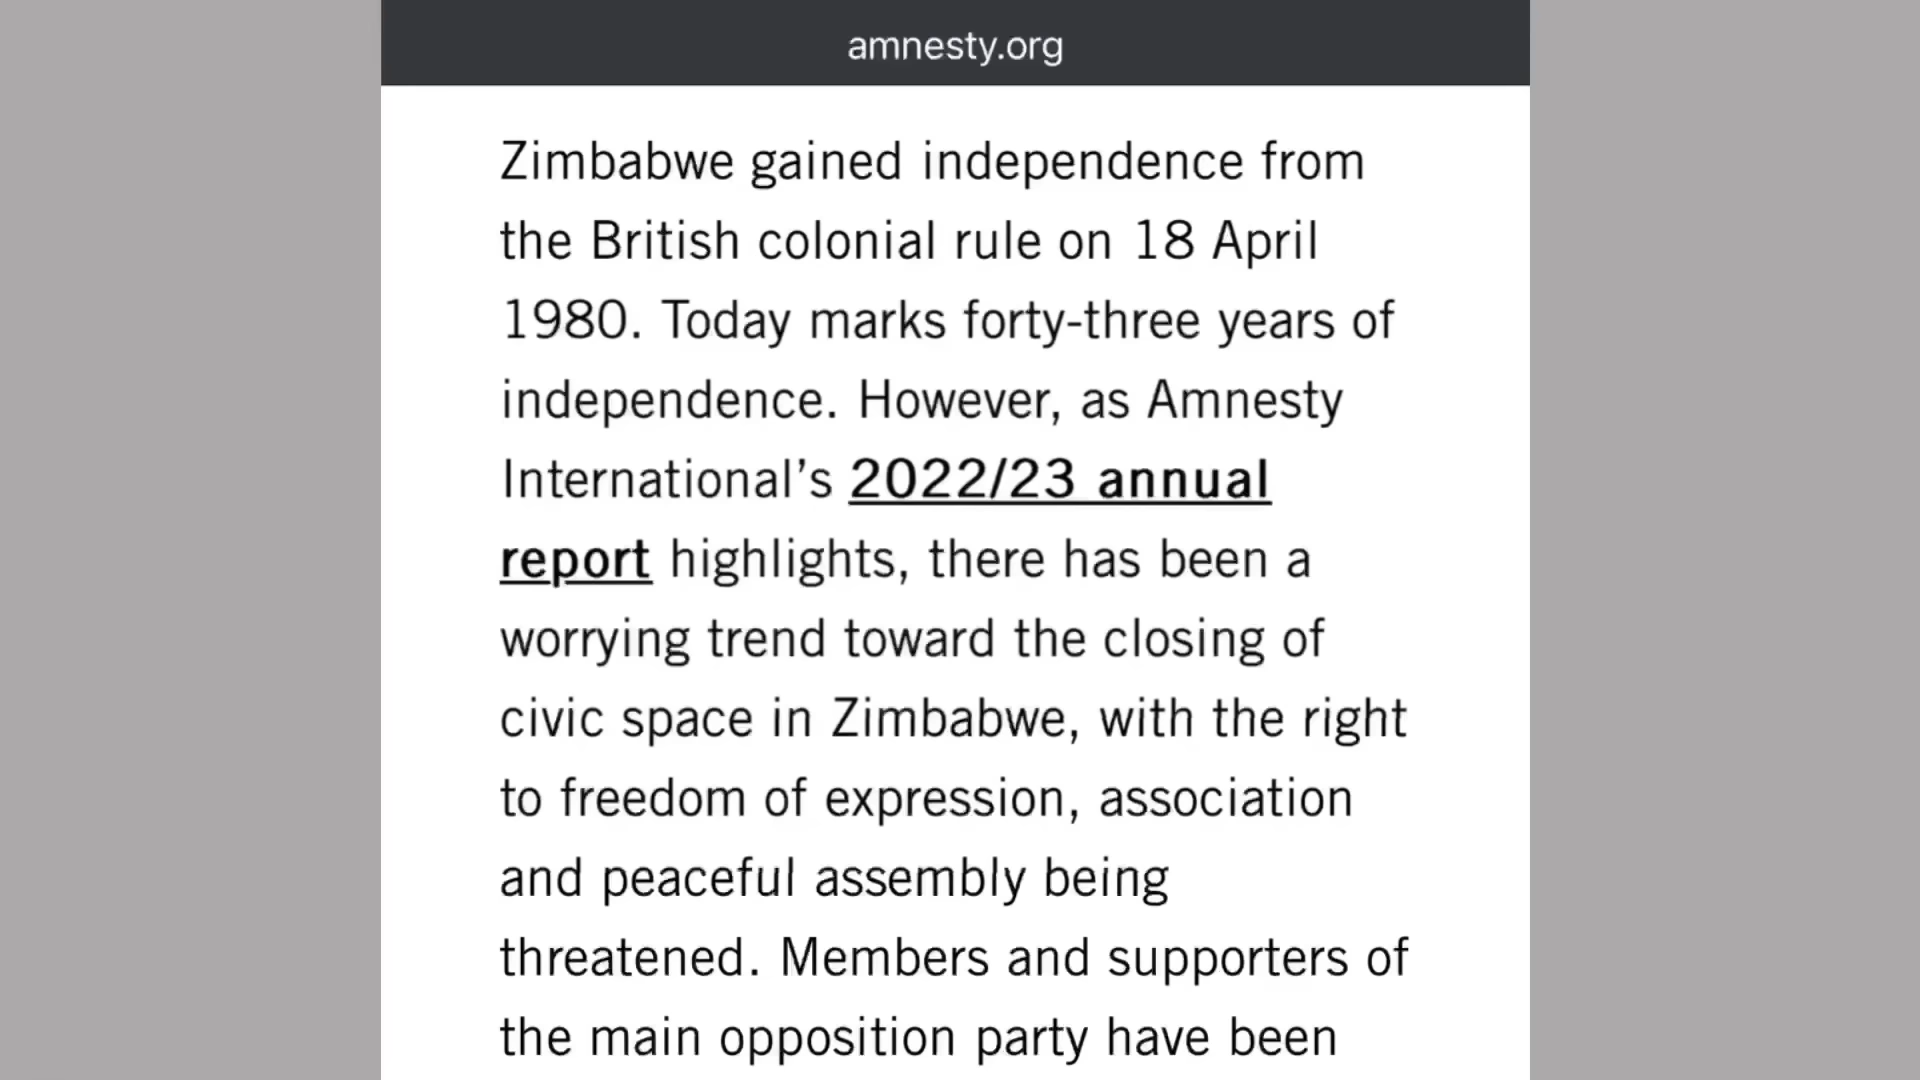 amnesty.org
Zimbabwe gained independence from
the British colonial rule on 18 April
1980. Today marks forty-three years of
independence. However, as Amnesty
International’s 2022/23 annual
report highlights, there has been a
worrying trend toward the closing of
civic space in Zimbabwe, with the right
to freedom of expression, association
and peaceful assembly being
threatened. Members and supporters of
the main opposition party have been